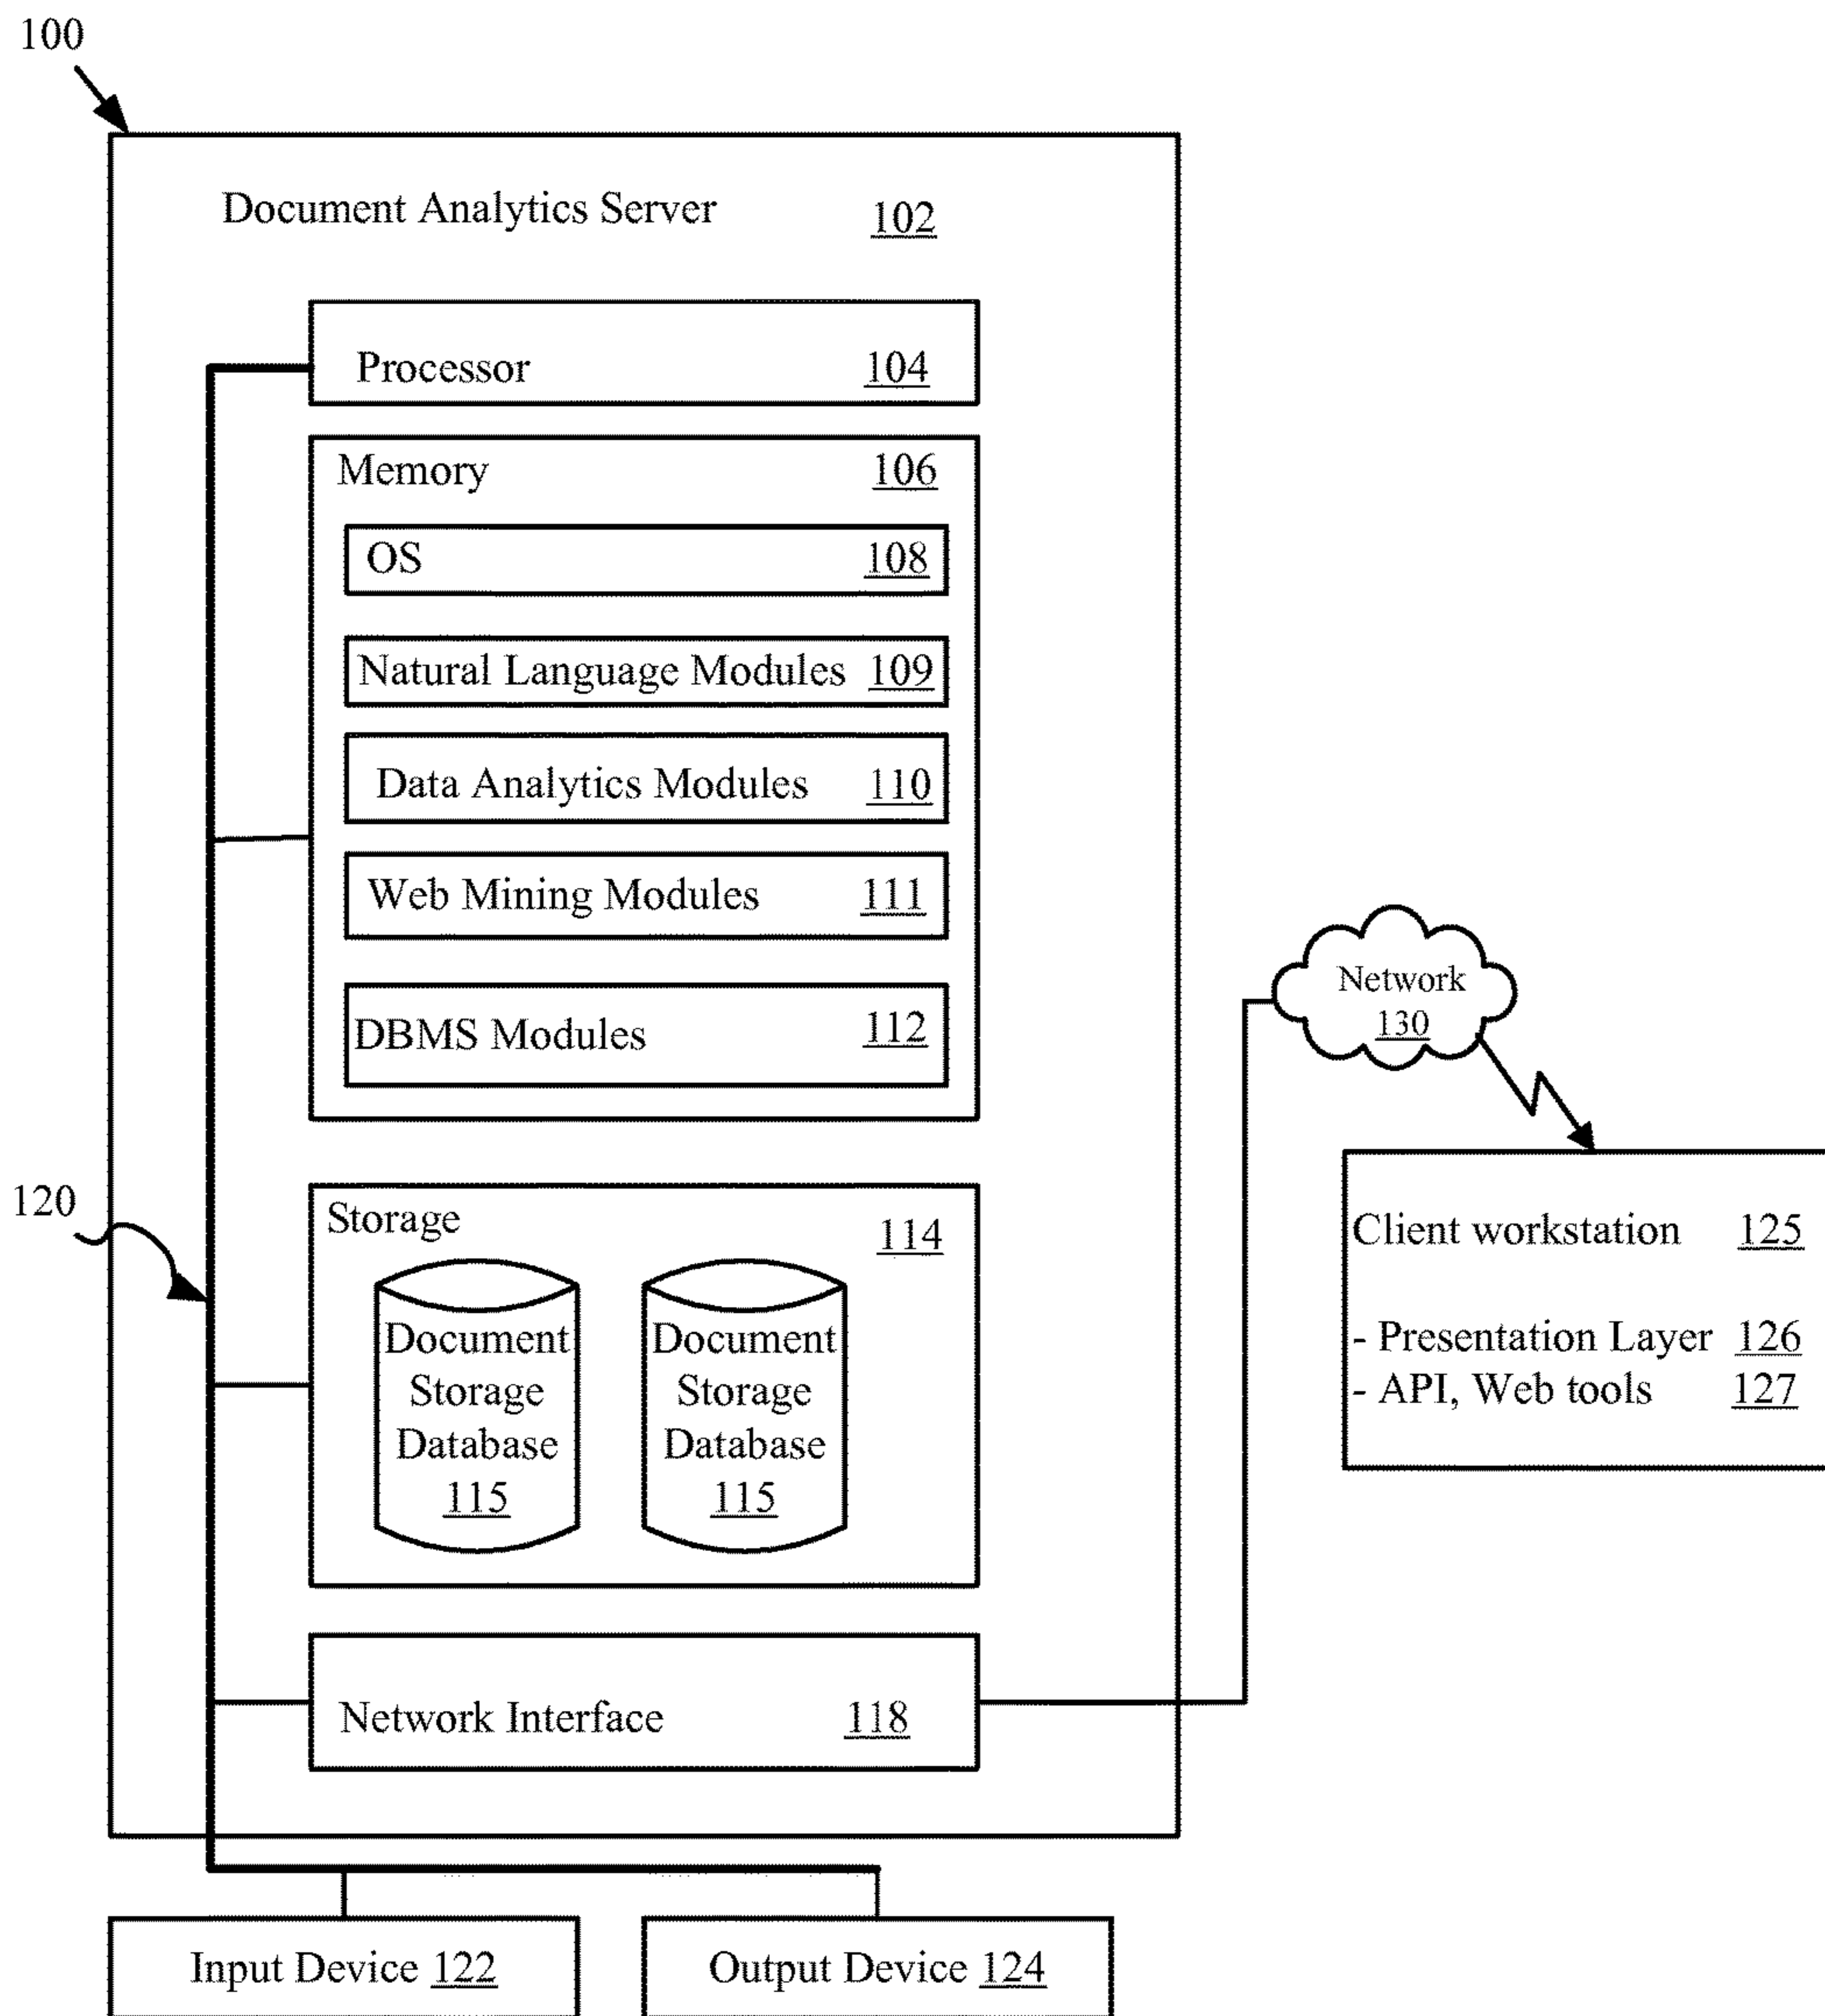 100
Document Analytics Server 102
Processor 104
Memory 106
OS 108
Natural Language Modules 109
Data Analytics Modules 110
Web Mining Modules 111
DBMS Modules 112
Network
130
120
Storage 114
Document
Storage
Database
115
Document
Storage
Database
115
Client workstation 125
- Presentation Layer 126
- API, Web tools 127
Network Interface 118
Input Device 122
Output Device 124